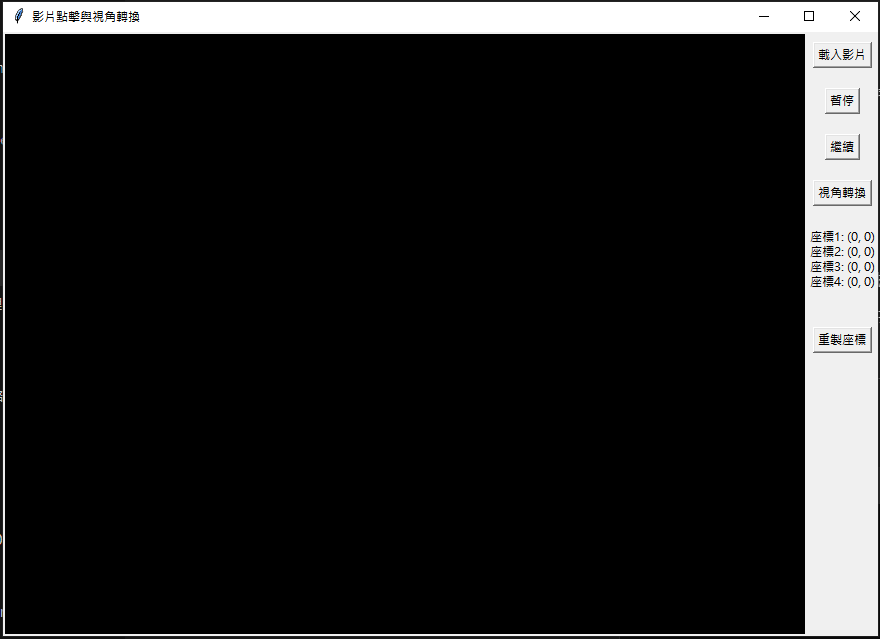 影片點擊與視角轉換
載入影片
暫停
繼續
視角轉換
座標1: (0, 0)
座標2: (0, 0)
座標3: (0, 0)
座標4: (0, 0)
重製座標